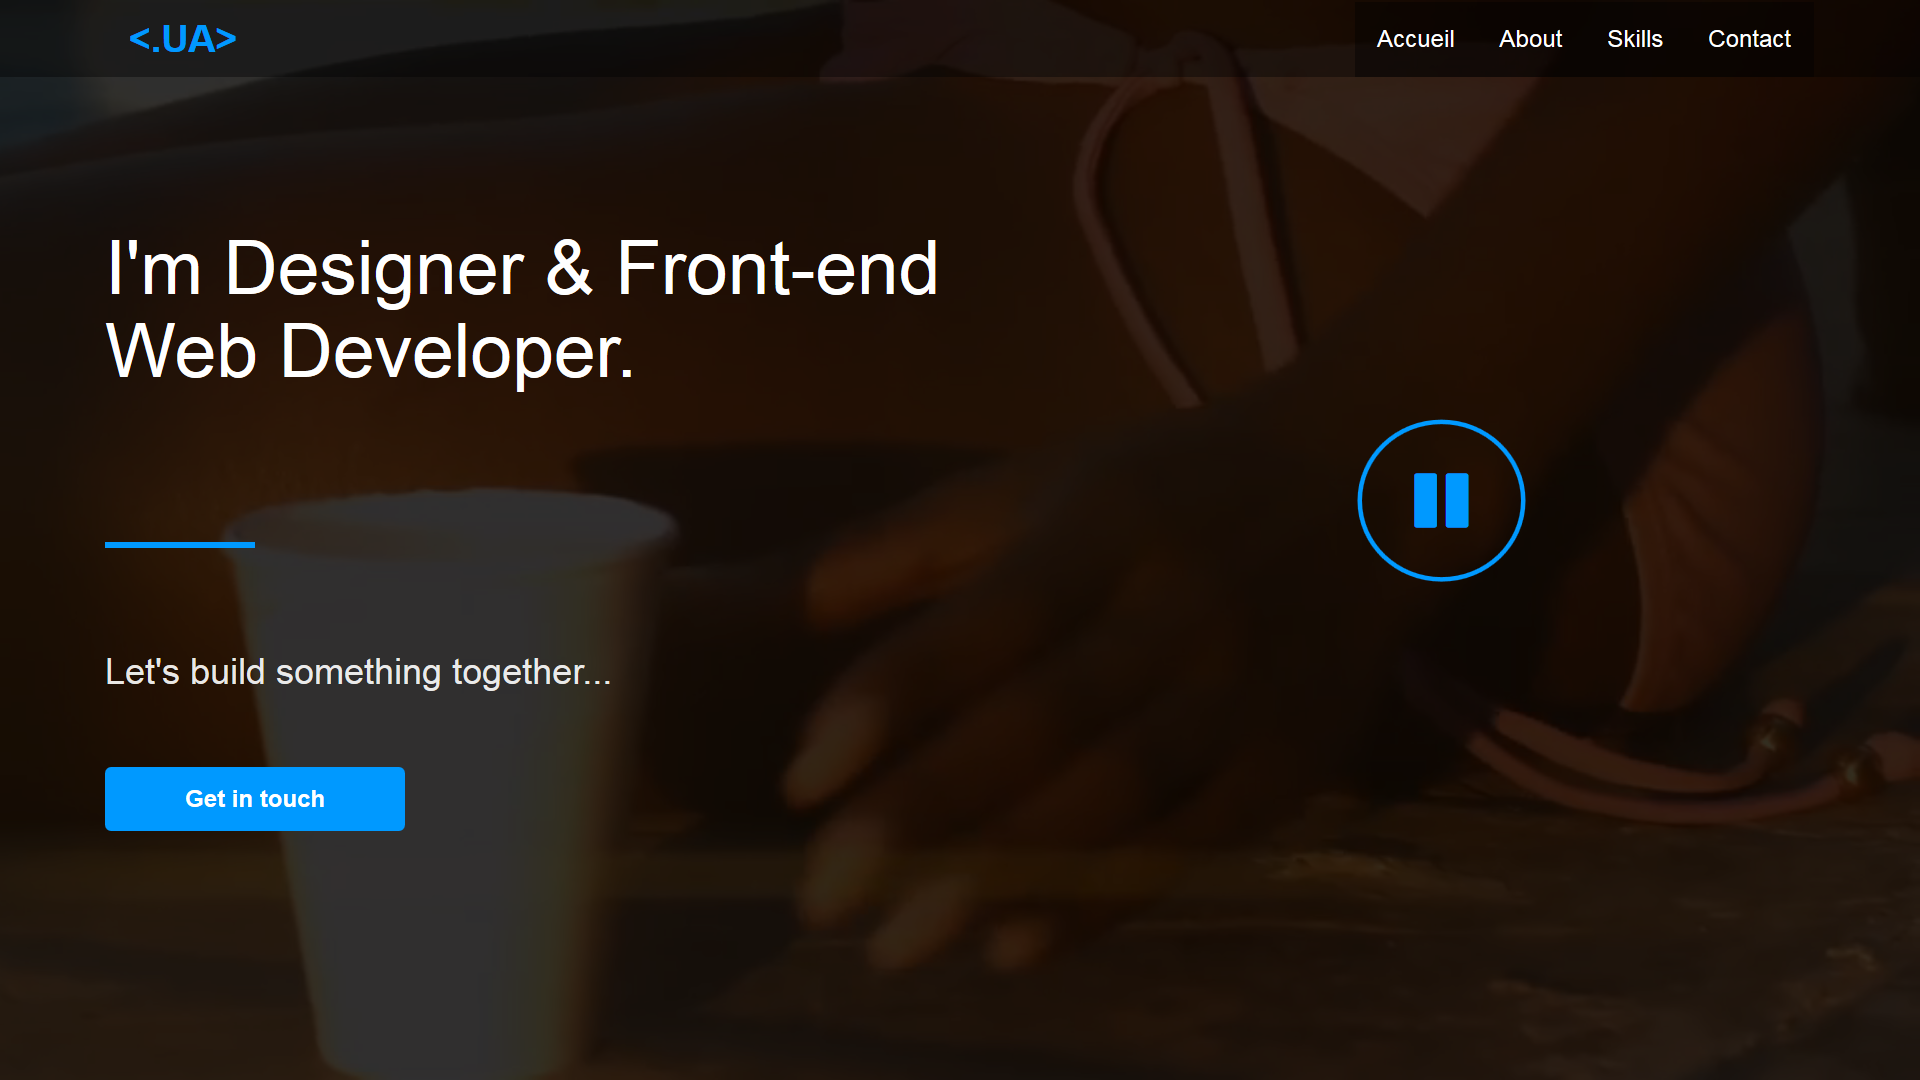 <.UA>
Accueil About Skills Contact
I'm Designer & Front-end
Web Developer.
Let's build something together...
Get in touch